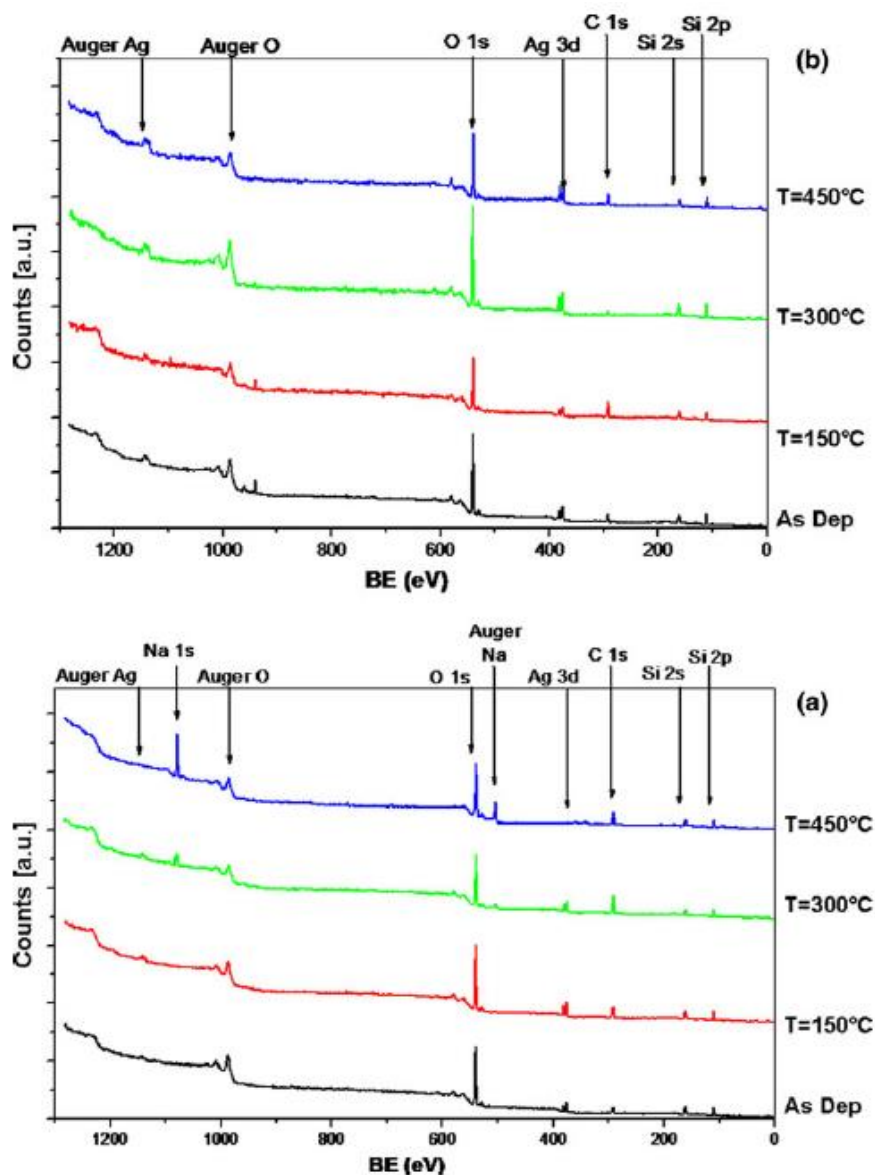 C 1s Si 2p
Auger Ag Auger O O 1s Ag 3d Si 2s
(b)
T=450°C
T=300°C
T=150°C
As Dep
Counts [a.u.]
1200 1000 800 600 400 200 0
BE (eV)
Auger
Na 1s Na C 1s Si 2p
Auger Ag Auger O O 1s Ag 3d Si 2s
(a)
T=450°C
T=300°C
T=150°C
As Dep
Counts [a.u.]
1200 1000 800 600 400 200 0
BE (eV)